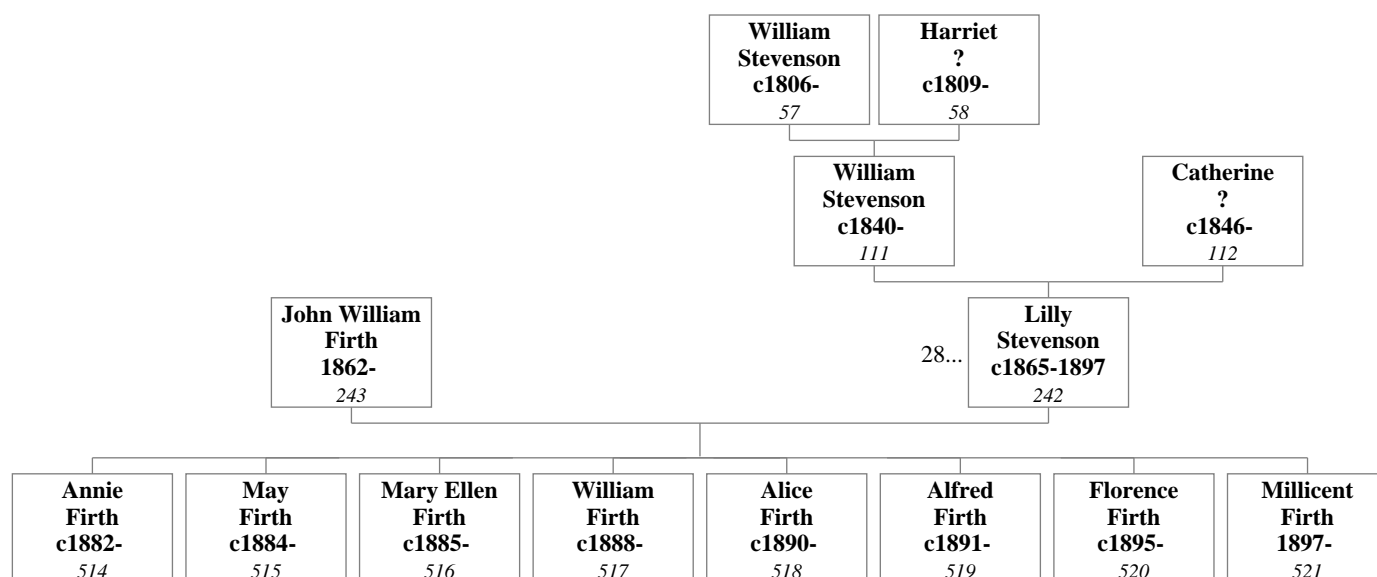 William
Stevenson
c1806-
57
Harriet
?
c1809-
58
William
Stevenson
c1840-
111
Catherine
?
c1846-
112
John William
Firth
1862-
243
28...
Lilly
Stevenson
c1865-1897
242
Annie
Firth
c1882-
514
May
Firth
c1884-
515
Mary Ellen
Firth
c1885-
516
William
Firth
c1888-
517
Alice
Firth
c1890-
518
Alfred
Firth
c1891-
519
Florence
Firth
c1895-
520
Millicent
Firth
1897-
521